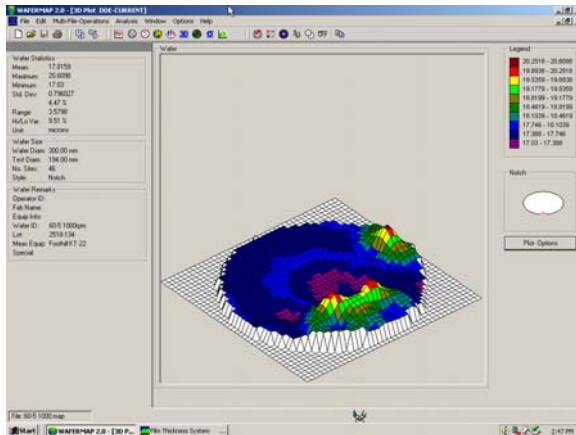 WAFERMAP 2.0 - [3D Plot DOE-CURRENT]
File Edit Multi-File-Operations Analysis Window Options Help
Wafer Statistics
Mean: 17.8159
Maximum: 20.6098
Minimum: 17.03
Std. Dev: 0.796027
4.47 %
Range: 3.5798
Hi/Lo Var 9.51 %
Unit microns
Wafer Size
Wafer Diam: 300.00 mm
Test Diam: 194.00 mm
No. Sites: 46
Style: Notch
Wafer Remarks
Operator ID:
Fab Name:
Equip Info:
Wafer ID: 60/5 1000rpm
Lot: 2518-134
Meas Equip: Foothill KT-22
Special:
Wafer
Legend
20.2518 - 20.6098
19.8938 - 20.2518
19.5359 - 19.8938
19.1779 - 19.5359
18.8199 - 19.1779
18.4619 - 18.8199
18.1039 - 18.4619
17.746 - 18.1039
17.388 - 17.746
17.03 - 17.388
Notch
Plot-Options
File: 60-5 1000.map
Start
WAFERMAP 2.0 - [3D P...
Film Thickness System ...
2:47 PM